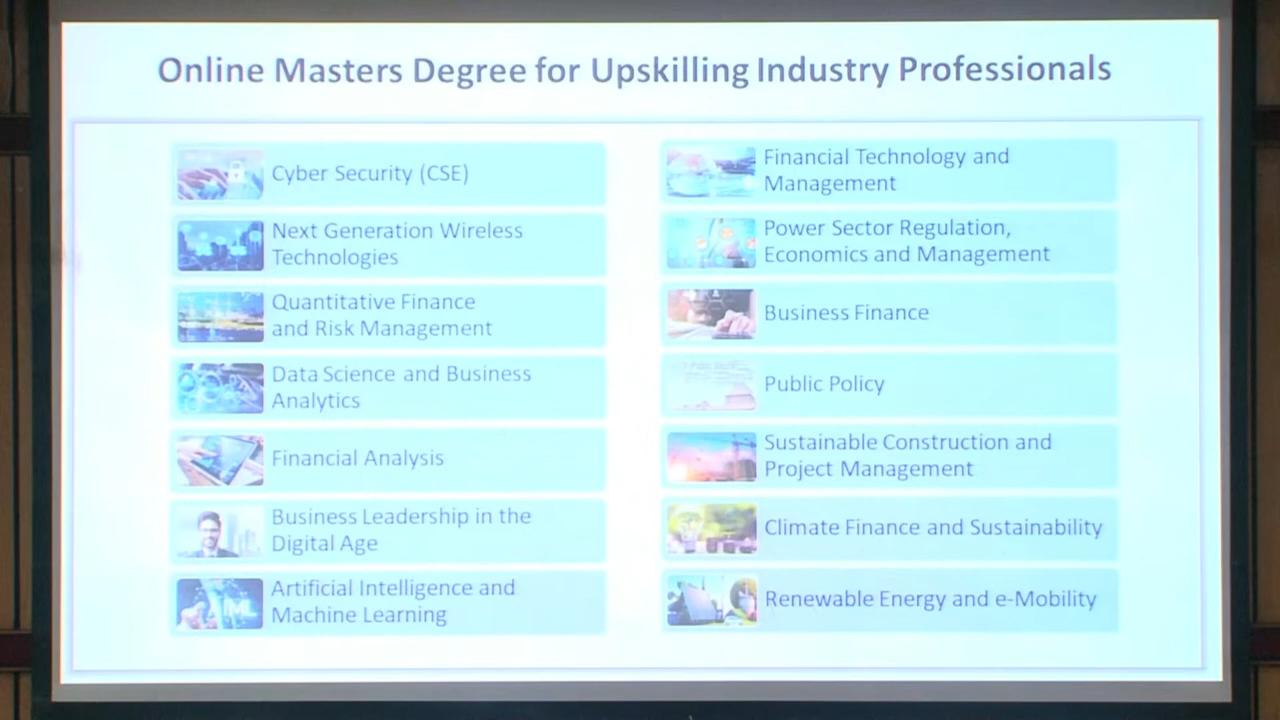 Online Masters Degree for Upskilling Industry Professionals
Cyber Security (CSE)
Next Generation Wireless
Technologies
Quantitative Finance
and Risk Management
Data Science and Business
Analytics
Financial Analysis
Business Leadership in the
Digital Age
Artificial Intelligence and
Machine Learning
Financial Technology and
Management
Power Sector Regulation,
Economics and Management
Business Finance
Public Policy
Sustainable Construction and
Project Management
Climate Finance and Sustainability
Renewable Energy and e-Mobility